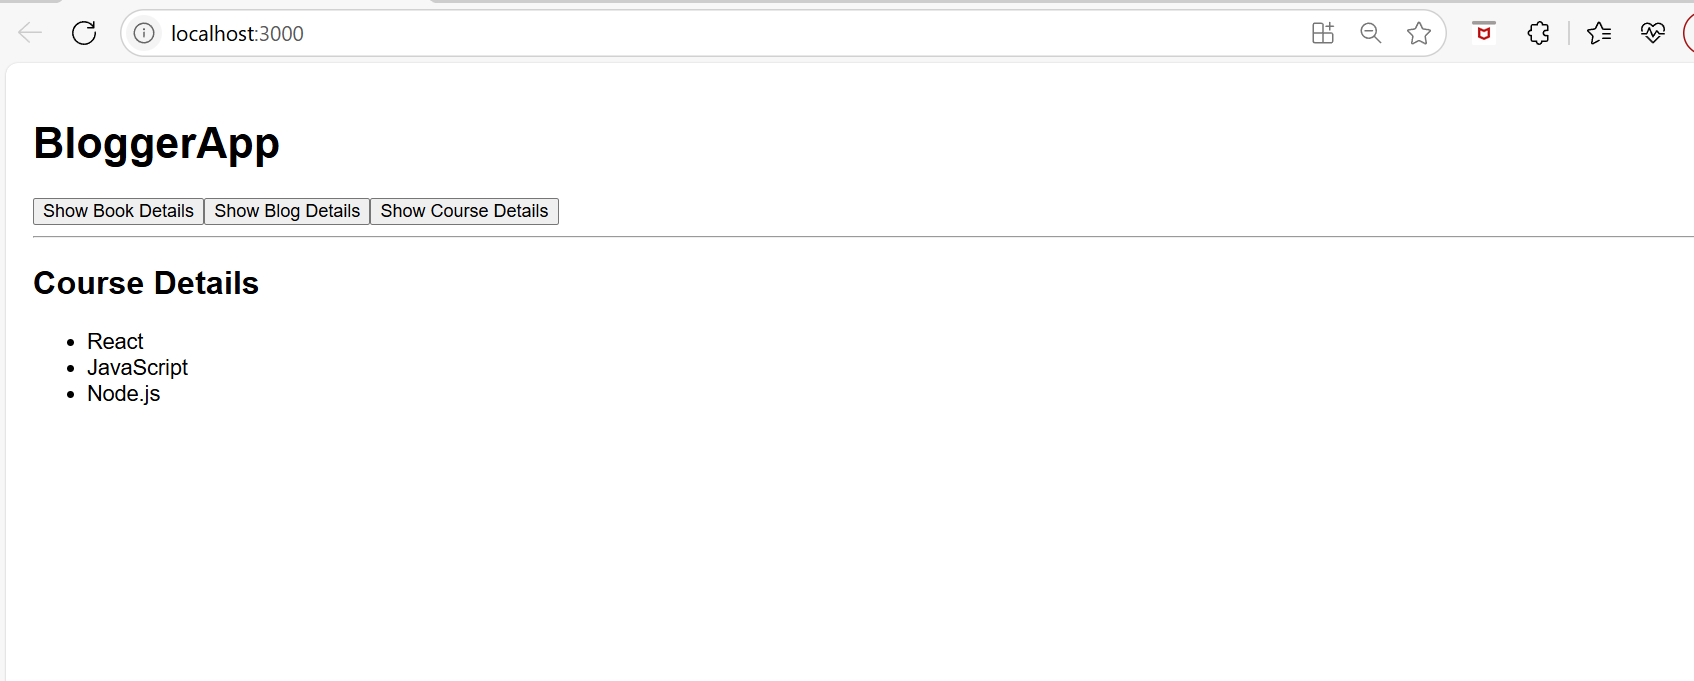 localhost:3000
BloggerApp
Show Book Details Show Blog Details Show Course Details
Course Details
React
JavaScript
Node.js